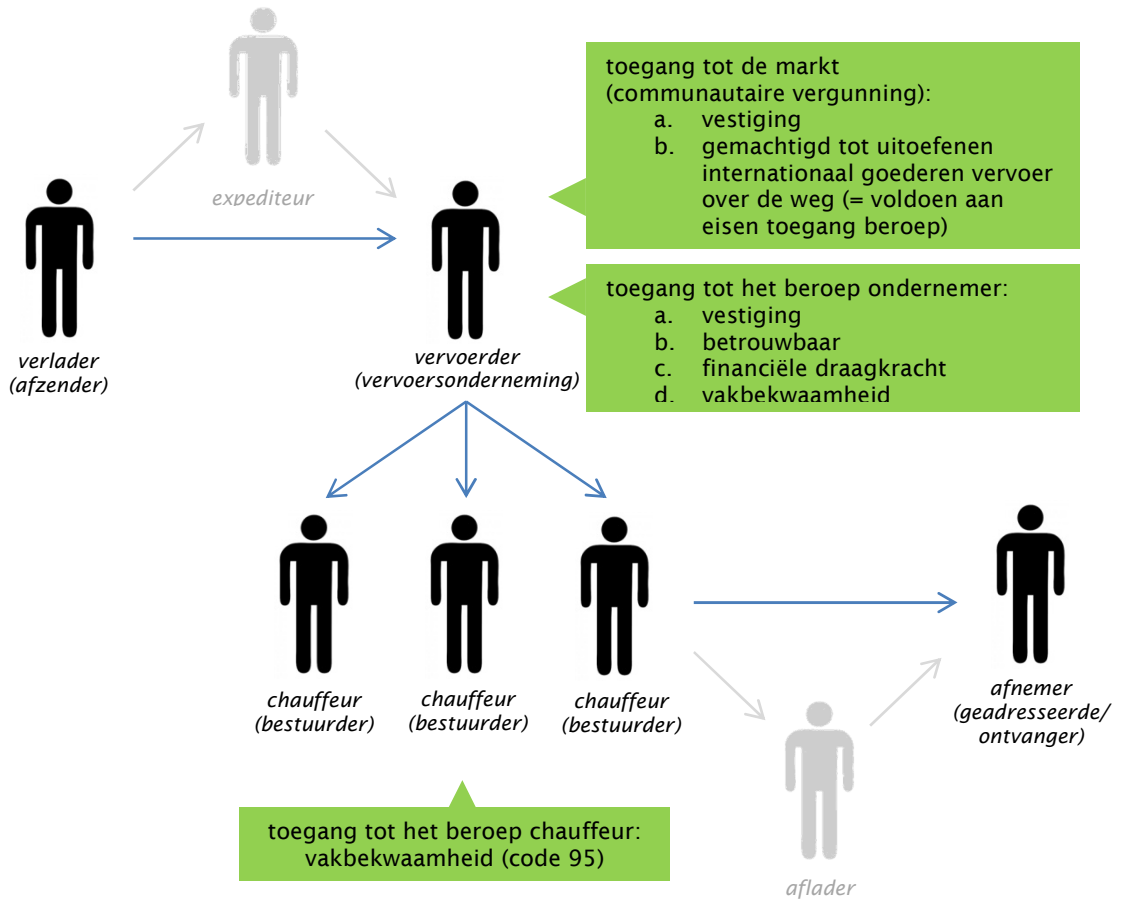 toegang tot de markt
(communautaire vergunning):
a. vestiging
b. gemachtigd tot uitoefenen
internationaal goederen vervoer
over de weg (= voldoen aan
eisen toegang beroep)
expediteur
toegang tot het beroep ondernemer:
a. vestiging
b. betrouwbaar
c. financiële draagkracht
d. vakbekwaamheid
verlader
(afzender)
vervoerder
(vervoersonderneming)
chauffeur
(bestuurder)
chauffeur
(bestuurder)
chauffeur
(bestuurder)
afnemer
(geadresseerde/
ontvanger)
toegang tot het beroep chauffeur:
vakbekwaamheid (code 95)
aflader